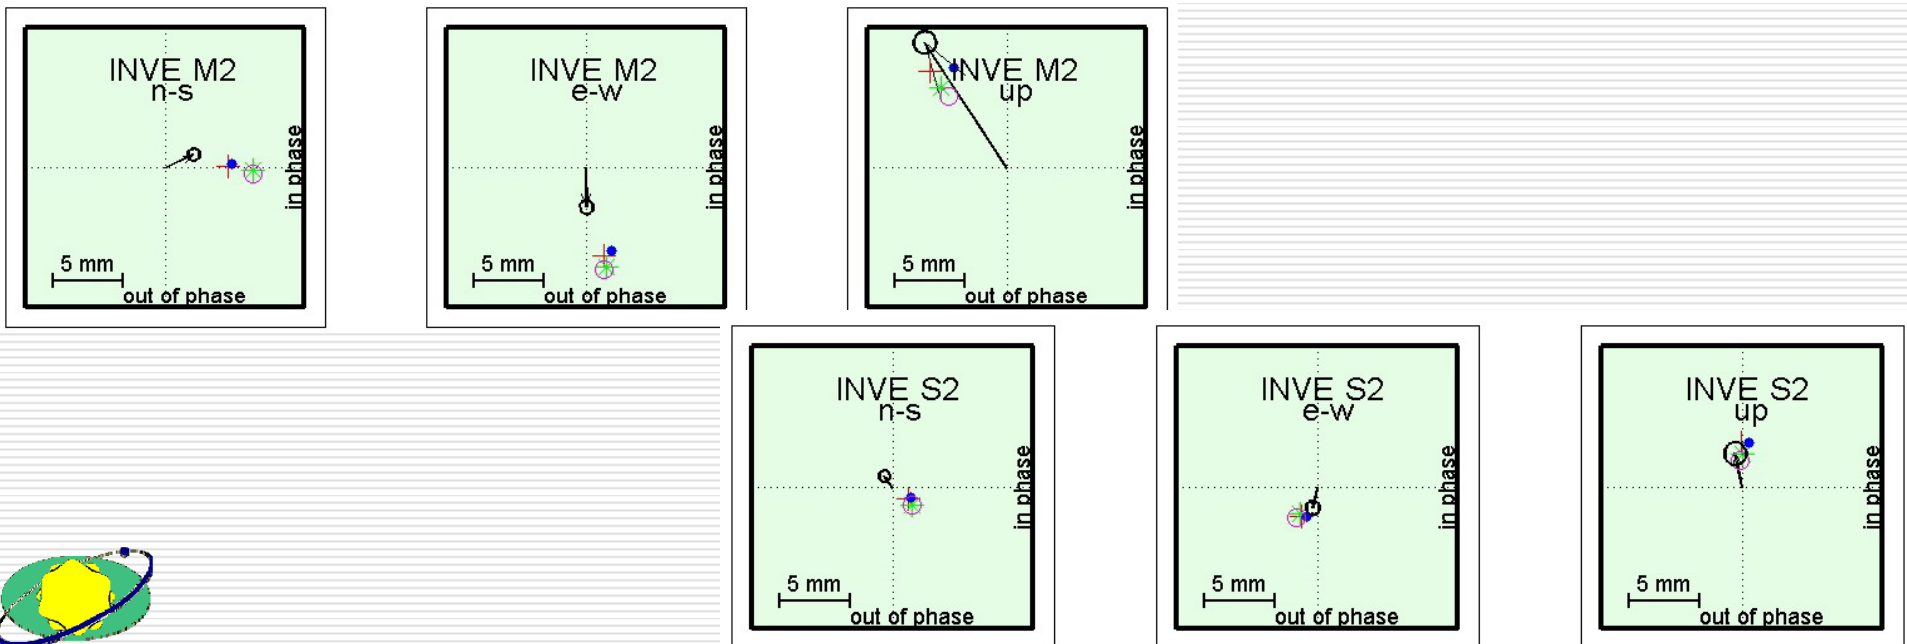 INVE M2
n-s
in phase
5 mm
out of phase
INVE M2
e-w
in phase
5 mm
out of phase
INVE M2
up
in phase
5 mm
out of phase
INVE S2
n-s
in phase
5 mm
out of phase
INVE S2
e-w
in phase
5 mm
out of phase
INVE S2
up
in phase
5 mm
out of phase